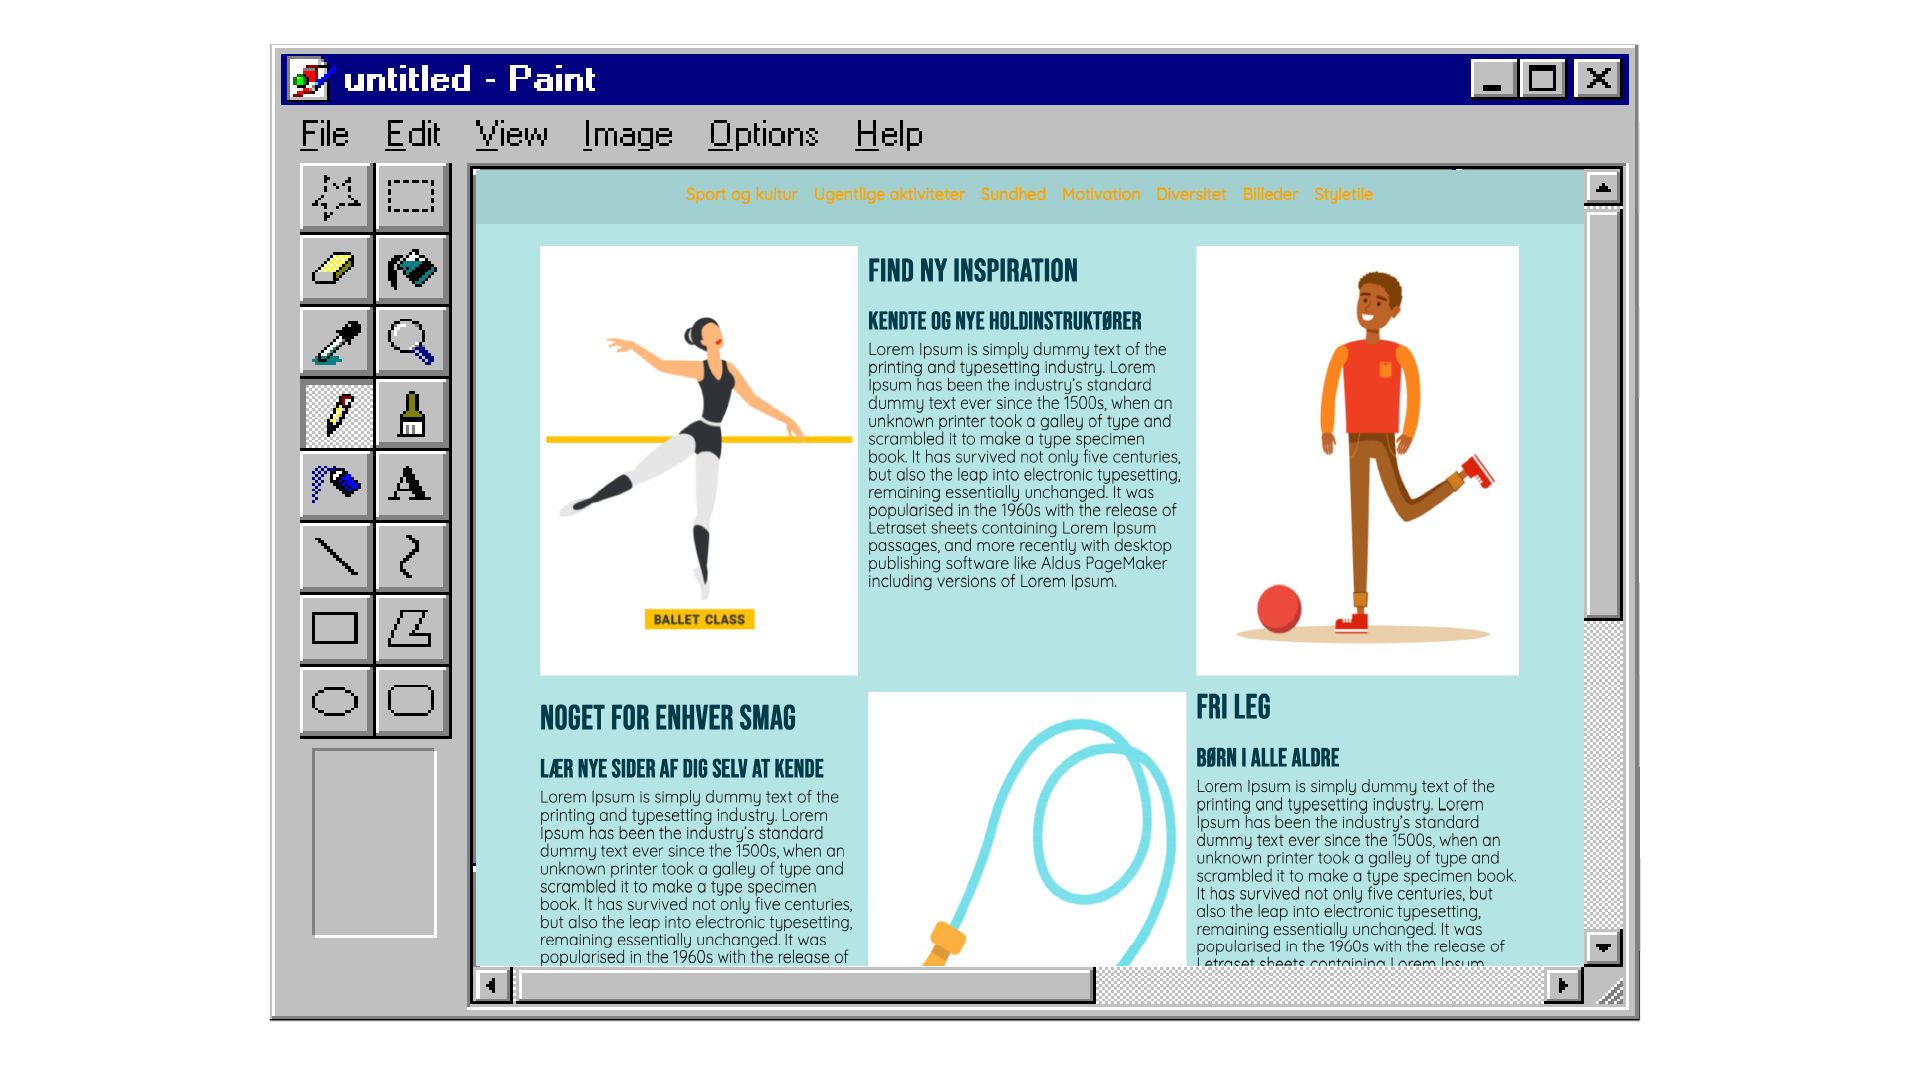 untitled - Paint
File Edit View Image Options Help
A
Sport og kultur Ugentlige aktiviteter Sundhed Motivation Diversitet Billeder Styletile
BALLET CLASS
FIND NY INSPIRATION
KENDTE OG NYE HOLDINSTRUKTØRER
Lorem Ipsum is simply dummy text of the
printing and typesetting industry. Lorem
Ipsum has been the industry's standard
dummy text ever since the 1500s, when an
unknown printer took a galley of type and
scrambled it to make a type specimen
book. It has survived not only five centuries,
but also the leap into electronic typesetting,
remaining essentially unchanged. It was
popularised in the 1960s with the release of
Letraset sheets containing Lorem Ipsum
passages, and more recently with desktop
publishing software like Aldus PageMaker
including versions of Lorem Ipsum.
NOGET FOR ENHVER SMAG
LÆR NYE SIDER AF DIG SELV AT KENDE
Lorem Ipsum is simply dummy text of the
printing and typesetting industry. Lorem
Ipsum has been the industry's standard
dummy text ever since the 1500s, when an
unknown printer took a galley of type and
scrambled it to make a type specimen
book. It has survived not only five centuries,
but also the leap into electronic typesetting,
remaining essentially unchanged. It was
popularised in the 1960s with the release of
FRI LEG
BØRN I ALLE ALDRE
Lorem Ipsum is simply dummy text of the
printing and typesetting industry. Lorem
Ipsum has been the industry's standard
dummy text ever since the 1500s, when an
unknown printer took a galley of type and
scrambled it to make a type specimen book.
It has survived not only five centuries, but
also the leap into electronic typesetting,
remaining essentially unchanged. It was
popularised in the 1960s with the release of
Letraset sheets containing Lorem Ipsum